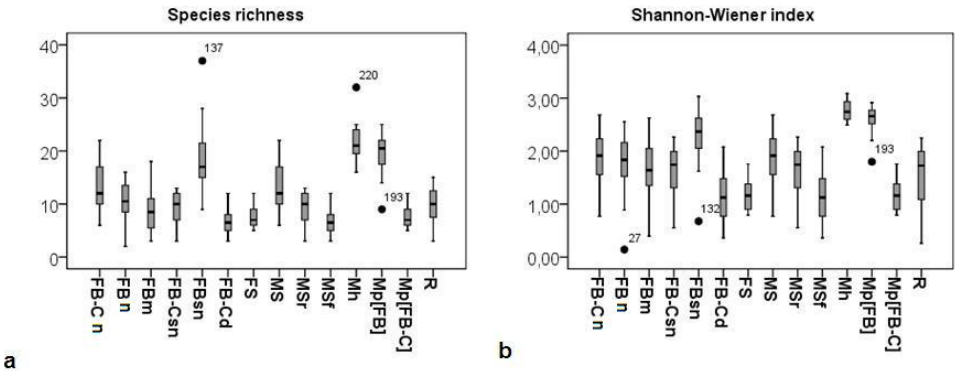 Species richness
40
30
20
10
0
137
220
193
FB-C n
FB n
FBm
FB-Csn
FBsn
FB-Cd
FS
MS
MSr
MSf
Mh
Mp[FB]
Mp[FB-C]
R
a
Shannon-Wiener index
4,00
3,00
2,00
1,00
0,00
27
132
193
FB-C n
FB n
FBm
FB-Csn
FBsn
FB-Cd
FS
MS
MSr
MSf
Mh
Mp[FB]
Mp[FB-C]
R
b